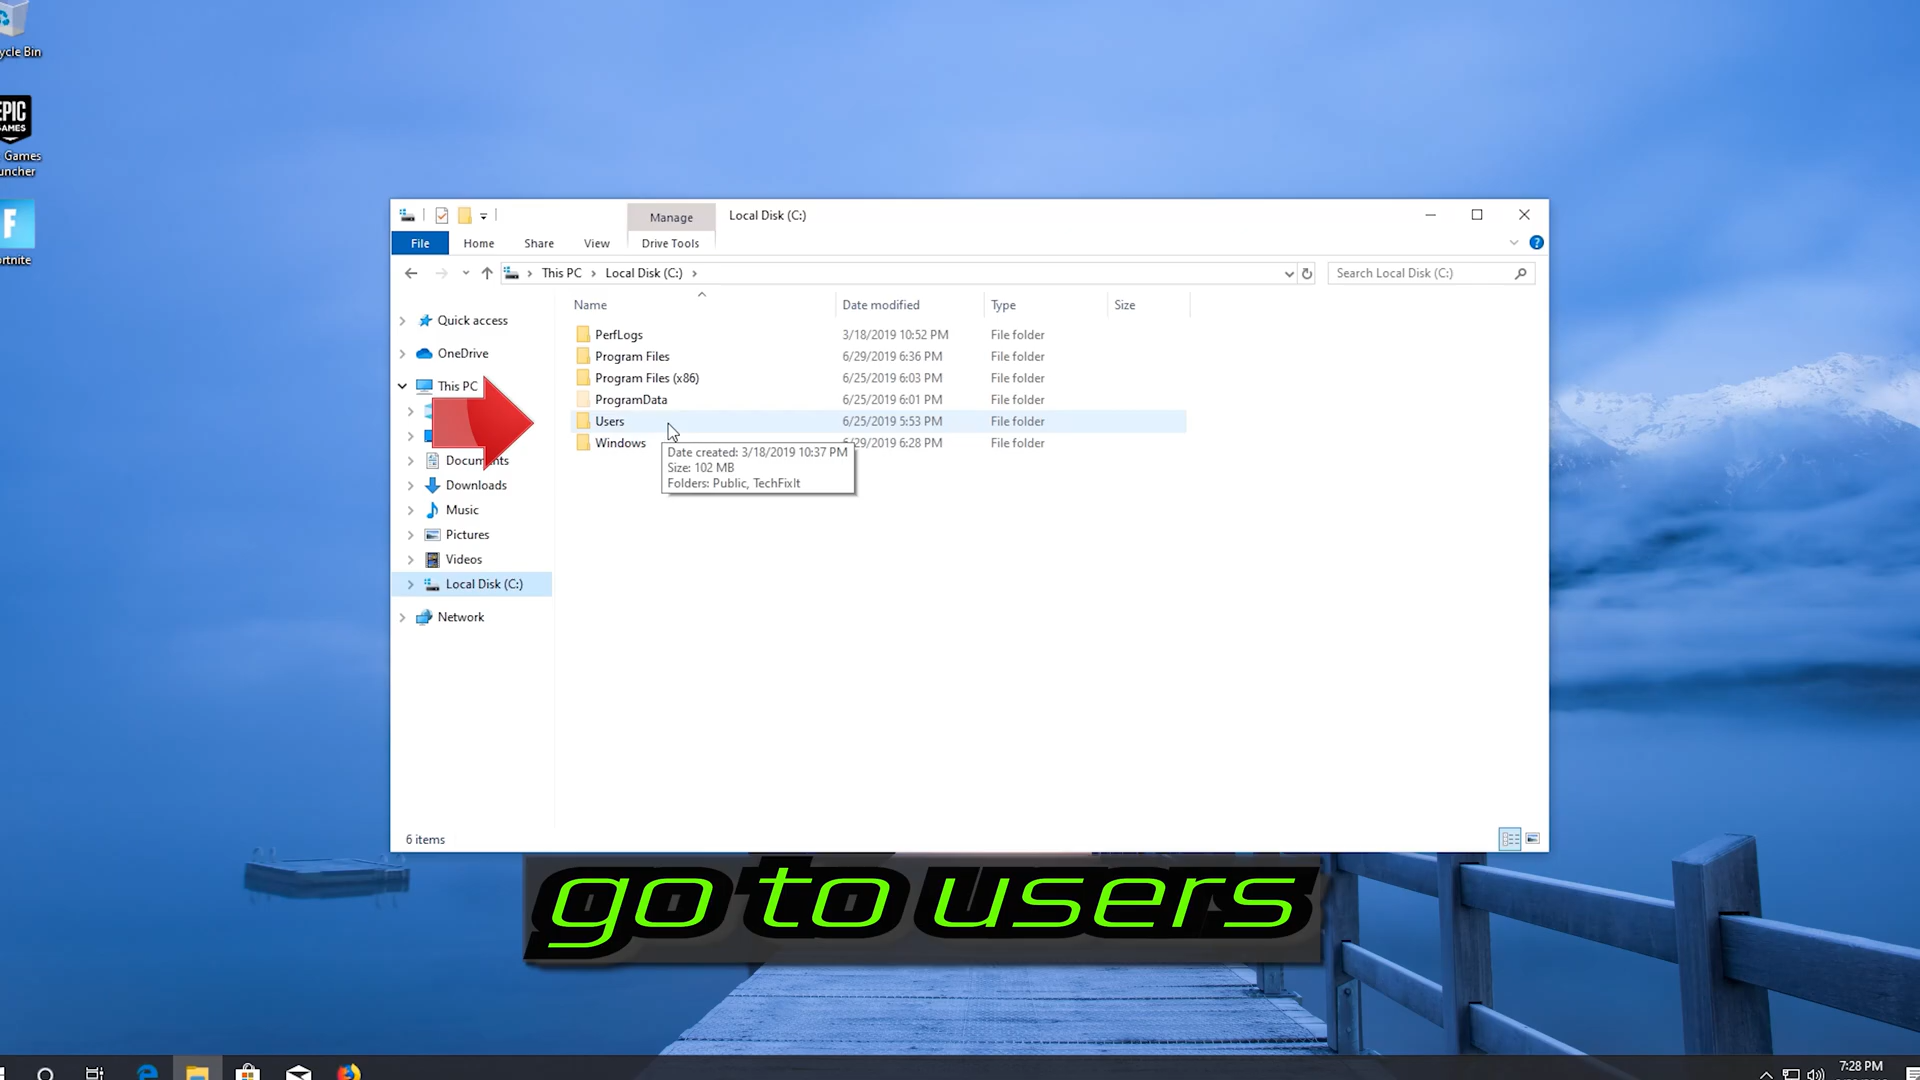 ycle Bin
EPIC
GAMES
Games
uncher
F
ortnite
Manage
Local Disk (C:)
File
Home
Share
View
Drive Tools
This PC
Local Disk (C:)
Search Local Disk (C:)
Name
Date modified
Type
Size
Quick access
OneDrive
This PC
Documents
Downloads
Music
Pictures
Videos
Local Disk (C:)
Network
PerfLogs 3/18/2019 10:52 PM File folder
Program Files 6/29/2019 6:36 PM File folder
Program Files (x86) 6/25/2019 6:03 PM File folder
ProgramData 6/25/2019 6:01 PM File folder
Users 6/25/2019 5:53 PM File folder
Windows 6/29/2019 6:28 PM File folder
Date created: 3/18/2019 10:37 PM
Size: 102 MB
Folders: Public, TechFixIt
6 items
go to users
7:28 PM